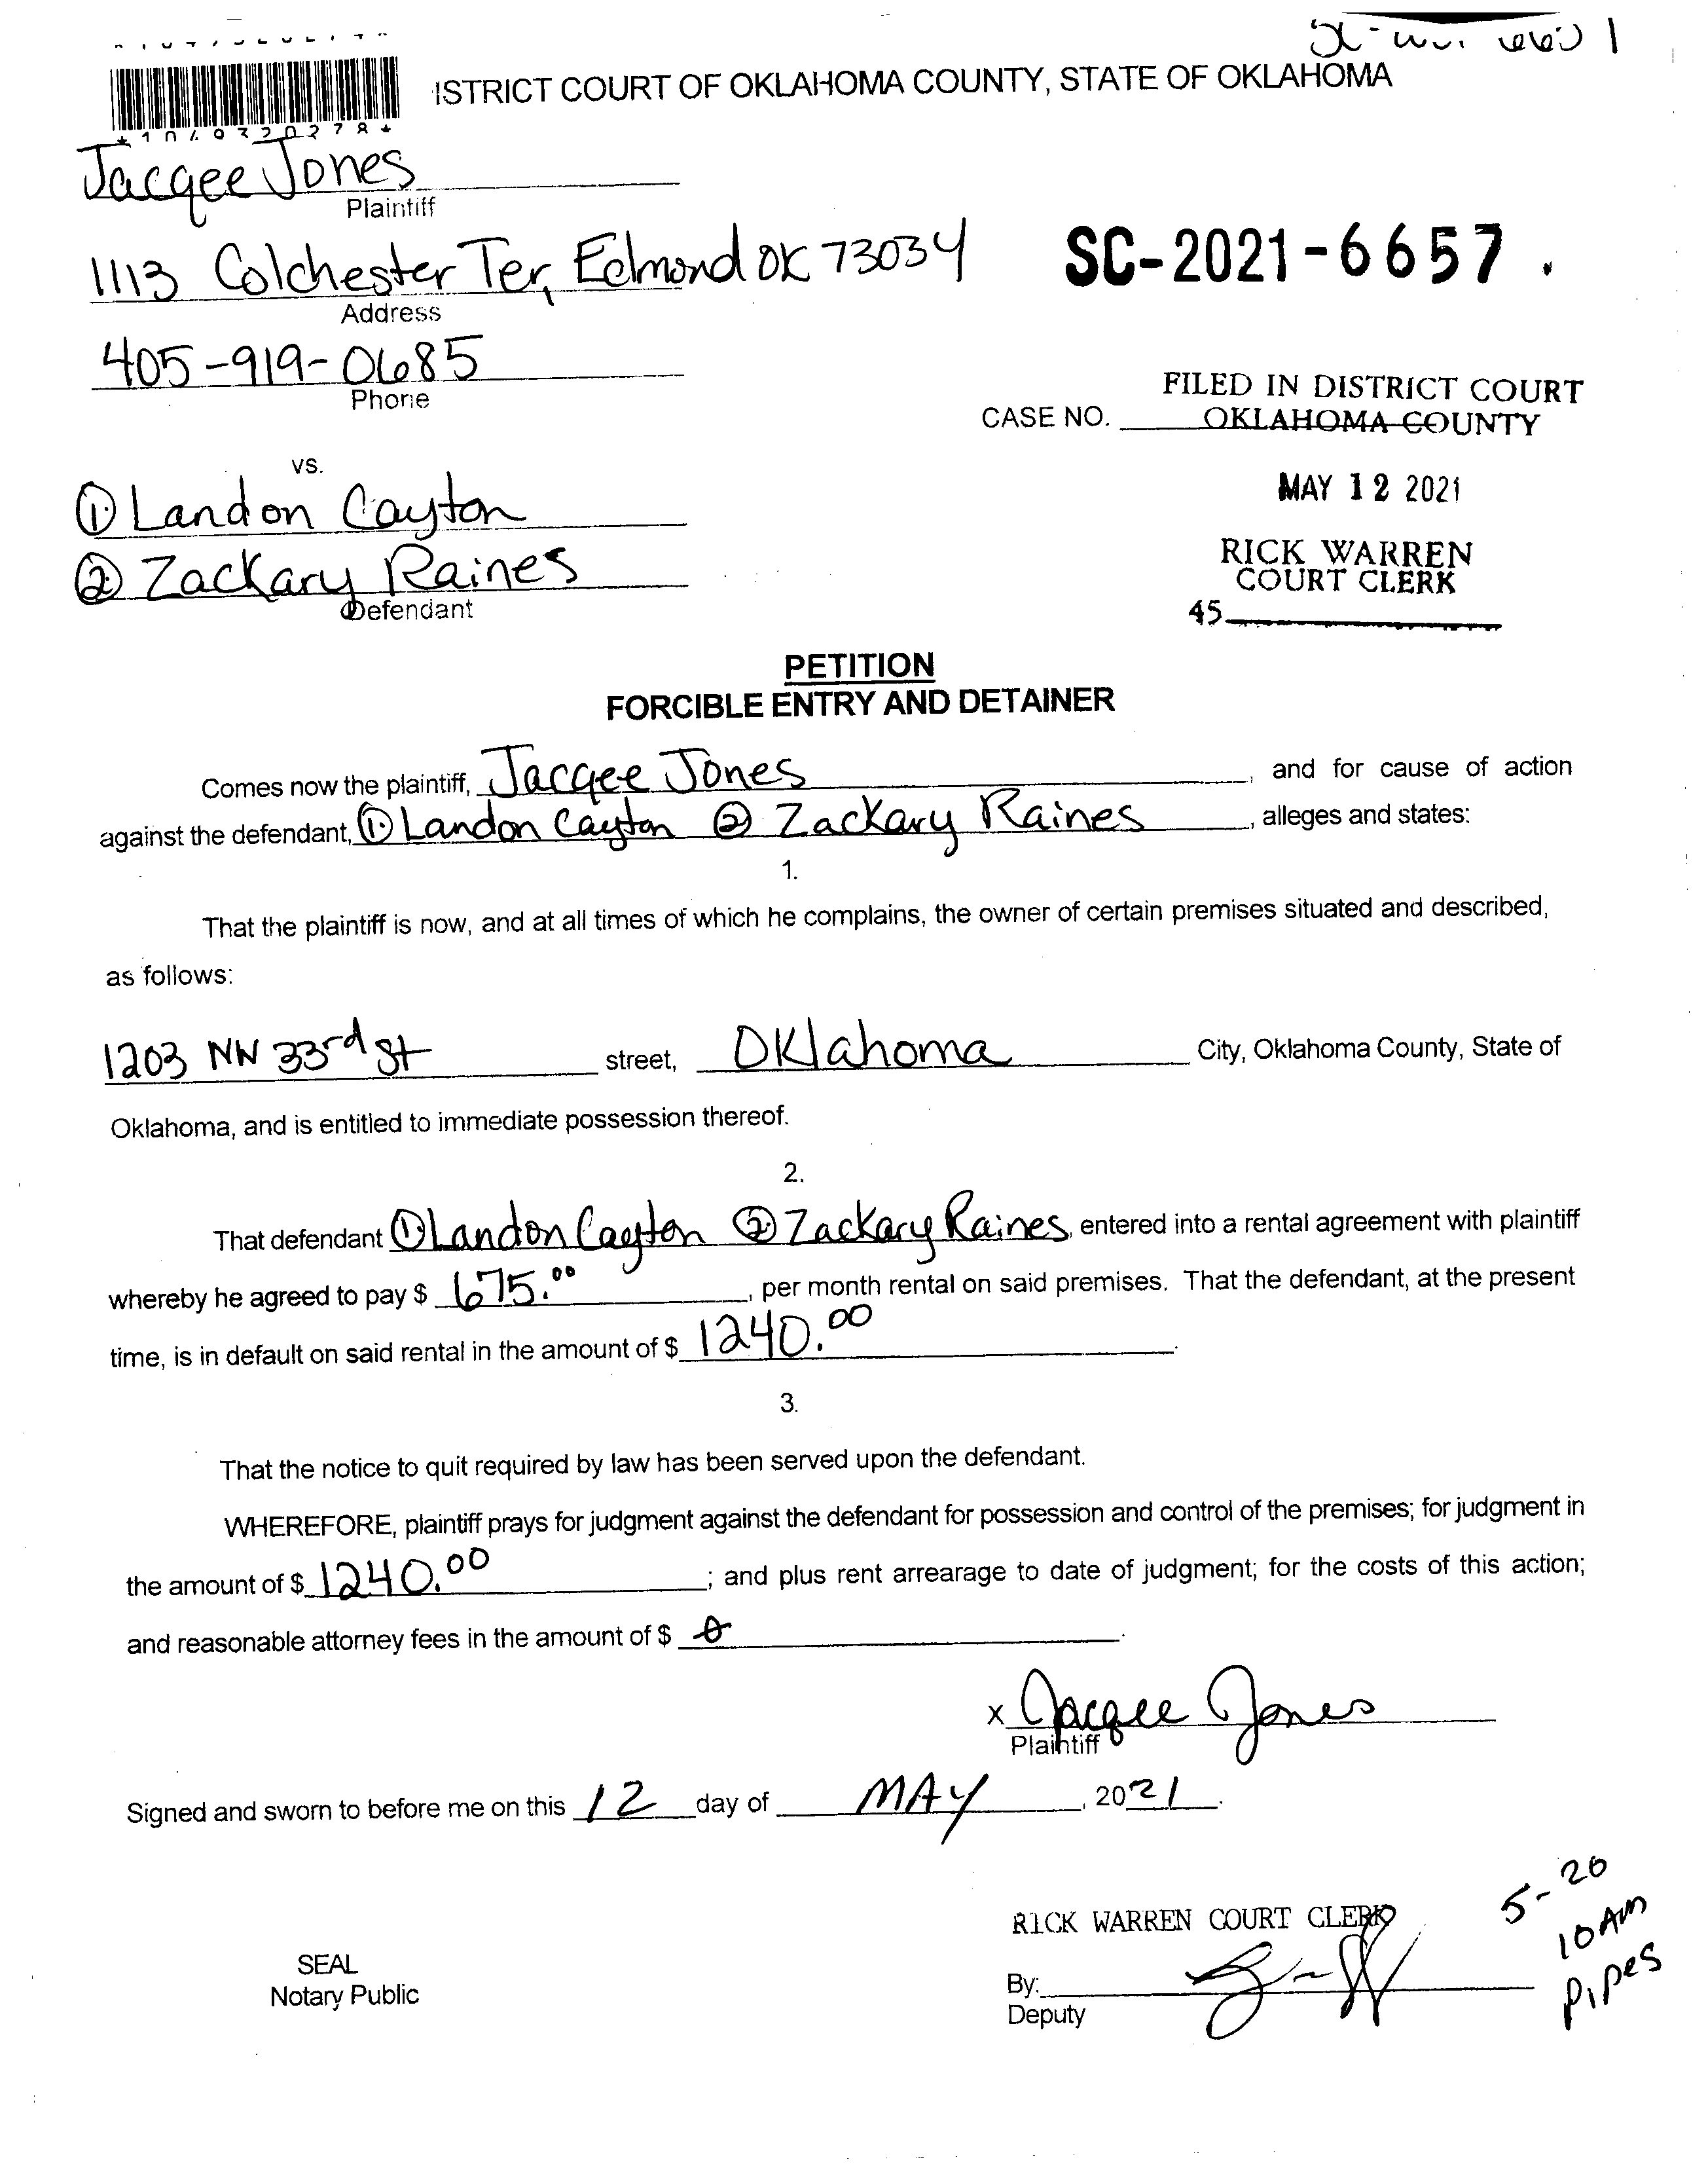 ISTRICT COURT OF OKLAHOMA COUNTY, STATE OF OKLAHOMA
Jacqee Jones
Plaintiff
1113 Colchester Ter, Edmond OK 73034
Address
SC-2021-6657
405-919-0685
Phone
FILED IN DISTRICT COURT
CASE NO. OKLAHOMA COUNTY
vs.
MAY 12 2021
① Landon Cayton
② Zackary Raines
Defendant
RICK WARREN
COURT CLERK
45
PETITION
FORCIBLE ENTRY AND DETAINER
Comes now the plaintiff, Jacqee Jones, and for cause of action
against the defendant, ① Landon Cayton ② Zackary Raines, alleges and states:
1.
That the plaintiff is now, and at all times of which he complains, the owner of certain premises situated and described,
as follows:
1203 NW 33rd St street, Oklahoma City, Oklahoma County, State of
Oklahoma, and is entitled to immediate possession thereof.
2.
That defendant ① Landon Cayton ② Zackary Raines, entered into a rental agreement with plaintiff
whereby he agreed to pay $ 675.00, per month rental on said premises. That the defendant, at the present
time, is in default on said rental in the amount of $ 1240.00.
3.
That the notice to quit required by law has been served upon the defendant.
WHEREFORE, plaintiff prays for judgment against the defendant for possession and control of the premises; for judgment in
the amount of $ 1240.00; and plus rent arrearage to date of judgment; for the costs of this action;
and reasonable attorney fees in the amount of $ 0.
x Jacqee Jones
Plaintiff
Signed and sworn to before me on this 12 day of MAY, 2021.
RICK WARREN COURT CLERK
5-20
10 AM
Pipes
SEAL
Notary Public
By:
Deputy